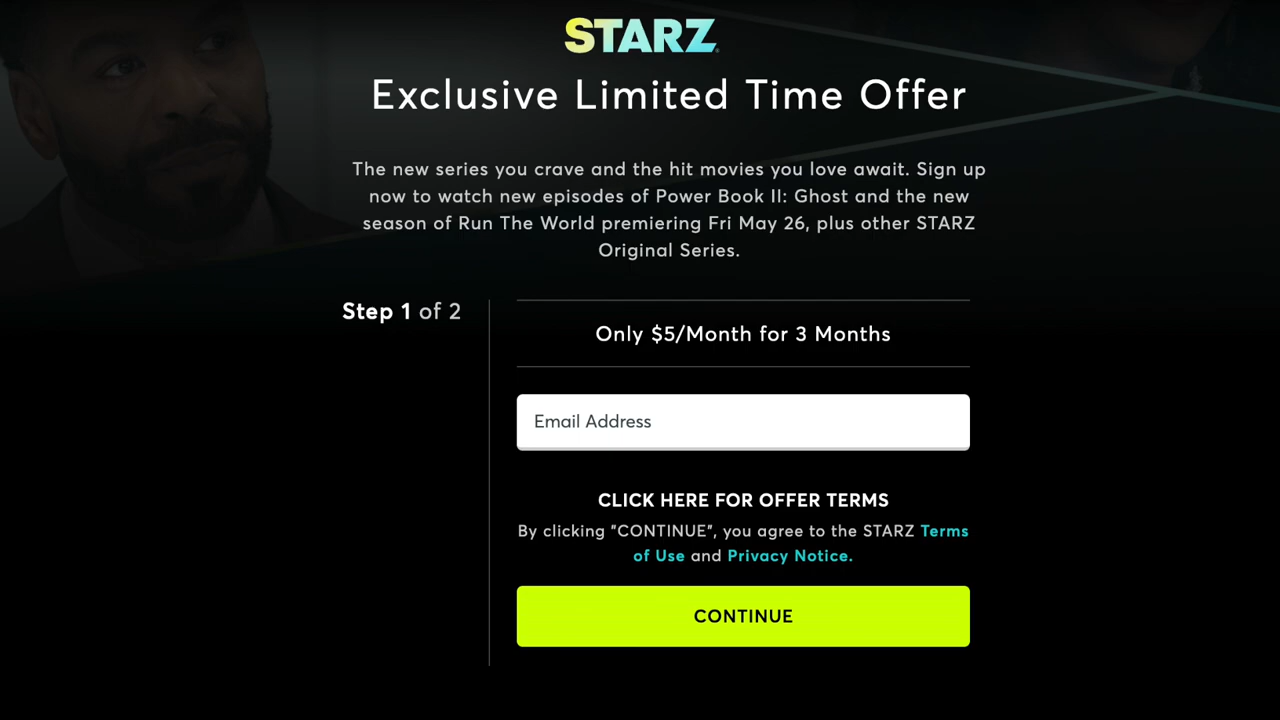 STARZ
Exclusive Limited Time Offer
The new series you crave and the hit movies you love await. Sign up
now to watch new episodes of Power Book II: Ghost and the new
season of Run The World premiering Fri May 26, plus other STARZ
Original Series.
Step 1 of 2
Only $5/Month for 3 Months
Email Address
CLICK HERE FOR OFFER TERMS
By clicking "CONTINUE", you agree to the STARZ Terms
of Use and Privacy Notice.
CONTINUE